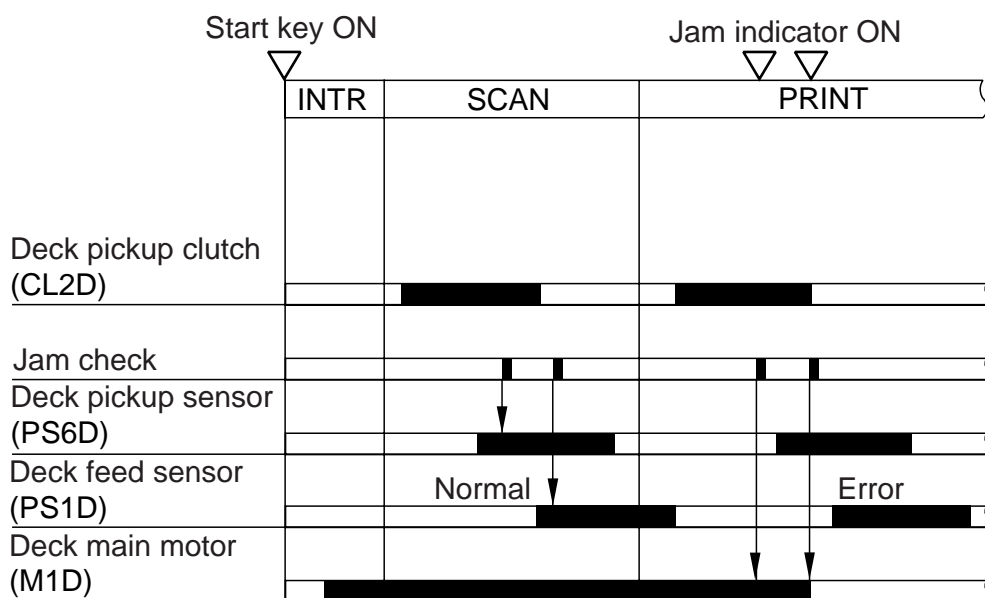 Start key ON
Jam indicator ON
INTR
SCAN
PRINT
Deck pickup clutch
(CL2D)
Jam check
Deck pickup sensor
(PS6D)
Deck feed sensor
(PS1D)
Normal
Error
Deck main motor
(M1D)